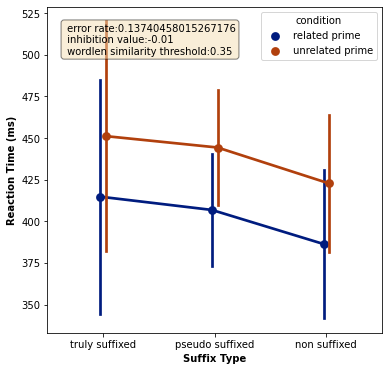 error rate:0.13740458015267176
inhibition value:-0.01
wordlen similarity threshold:0.35
condition
related prime
unrelated prime
Reaction Time (ms)
525
500
475
450
425
400
375
350
truly suffixed pseudo suffixed non suffixed
Suffix Type